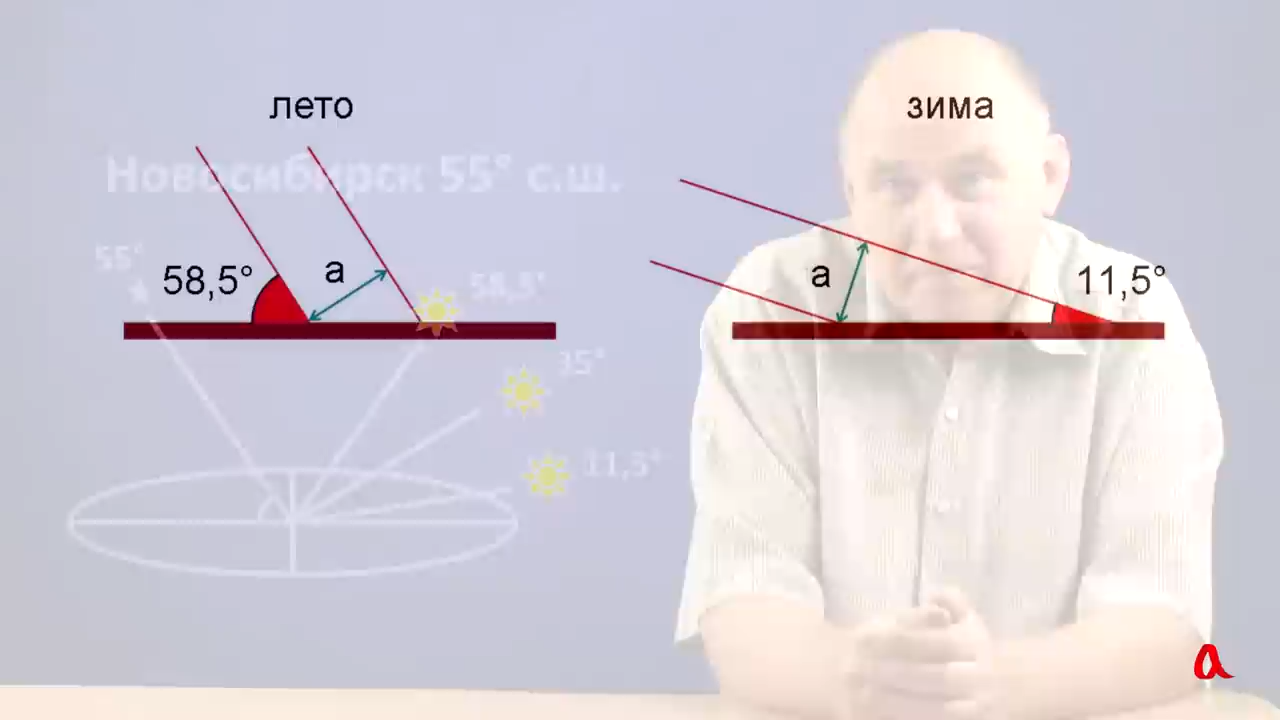 лето
зима
Новосибирск 55° с.ш.
55°
58,5°
a
58,5°
a
11,5°
35°
11,5°
a